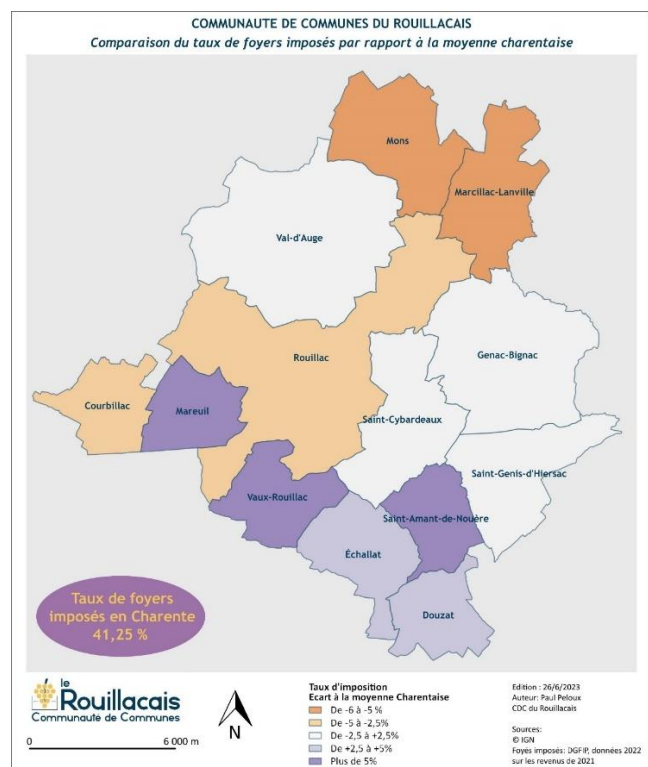 COMMUNAUTE DE COMMUNES DU ROUILLACAIS
Comparaison du taux de foyers imposés par rapport à la moyenne charentaise
Mons
Marcillac-Lanville
Val-d'Auge
Rouillac
Genac-Bignac
Courbillac
Mareuil
Saint-Cybardeaux
Saint-Genis-d'Hiersac
Vaux-Rouillac
Saint-Amant-de-Nouère
Échallat
Douzat
Taux de foyers
imposés en Charente
41,25 %
le
Rouillacais
Communauté de Communes
N
0 6 000 m
Taux d'imposition
Ecart à la moyenne Charentaise
De -6 à -5 %
De -5 à -2,5%
De -2,5 à +2,5%
De +2,5 à +5%
Plus de 5%
Edition : 26/6/2023
Auteur: Paul Peloux
CDC du Rouillacais
Sources:
© IGN
Foyés imposés: DGFIP, données 2022
sur les revenus de 2021